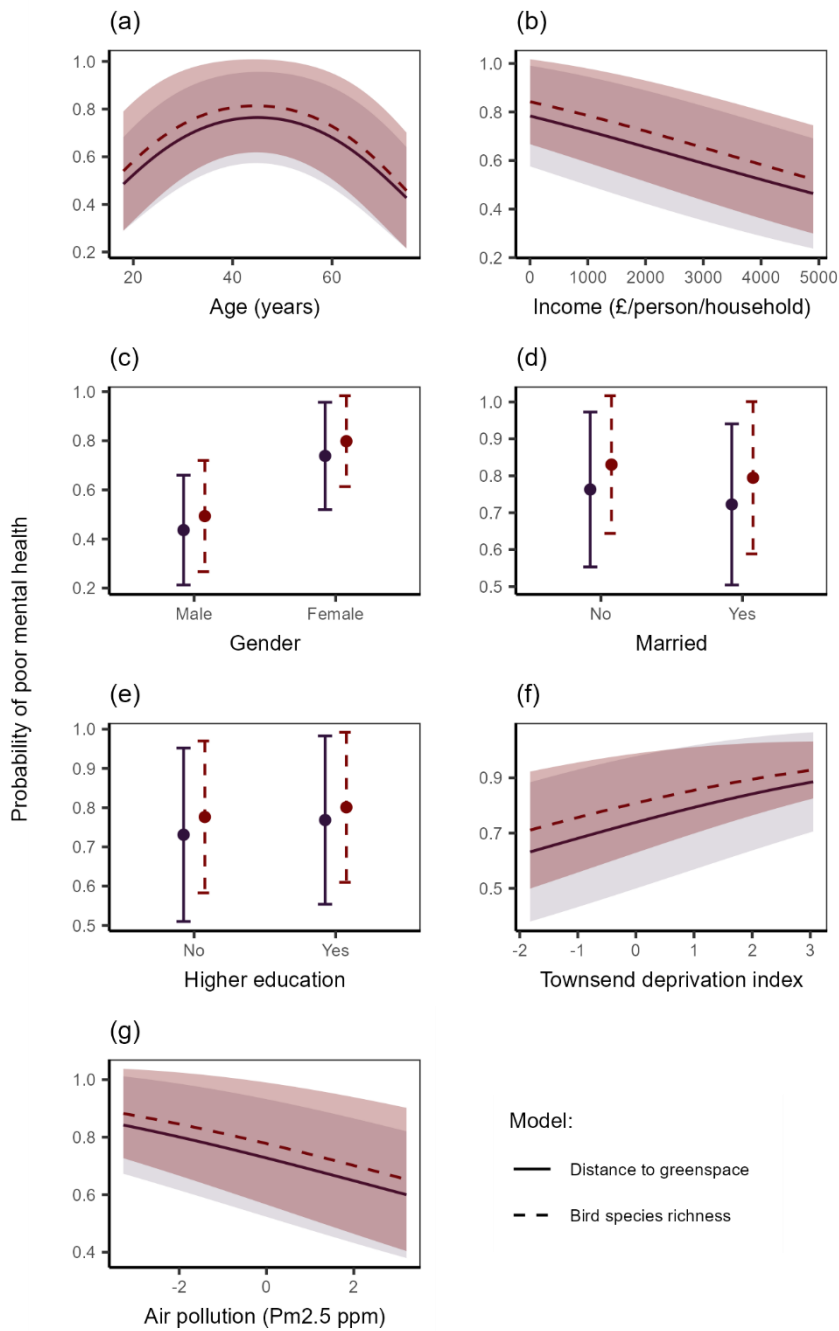 (a)
1.0
0.8
0.6
0.4
0.2
20
40
60
Age (years)
(b)
1.0
0.8
0.6
0.4
0.2
0
1000
2000
3000
4000
5000
Income (£/person/household)
(c)
1.0
0.8
0.6
0.4
0.2
Male
Female
Gender
(d)
1.0
0.9
0.8
0.7
0.6
0.5
No
Yes
Married
Probability of poor mental health
(e)
1.0
0.9
0.8
0.7
0.6
0.5
No
Yes
Higher education
(f)
0.9
0.7
0.5
-2
-1
0
1
2
3
Townsend deprivation index
(g)
1.0
0.8
0.6
0.4
-2
0
2
Air pollution (Pm2.5 ppm)
Model:
Distance to greenspace
Bird species richness